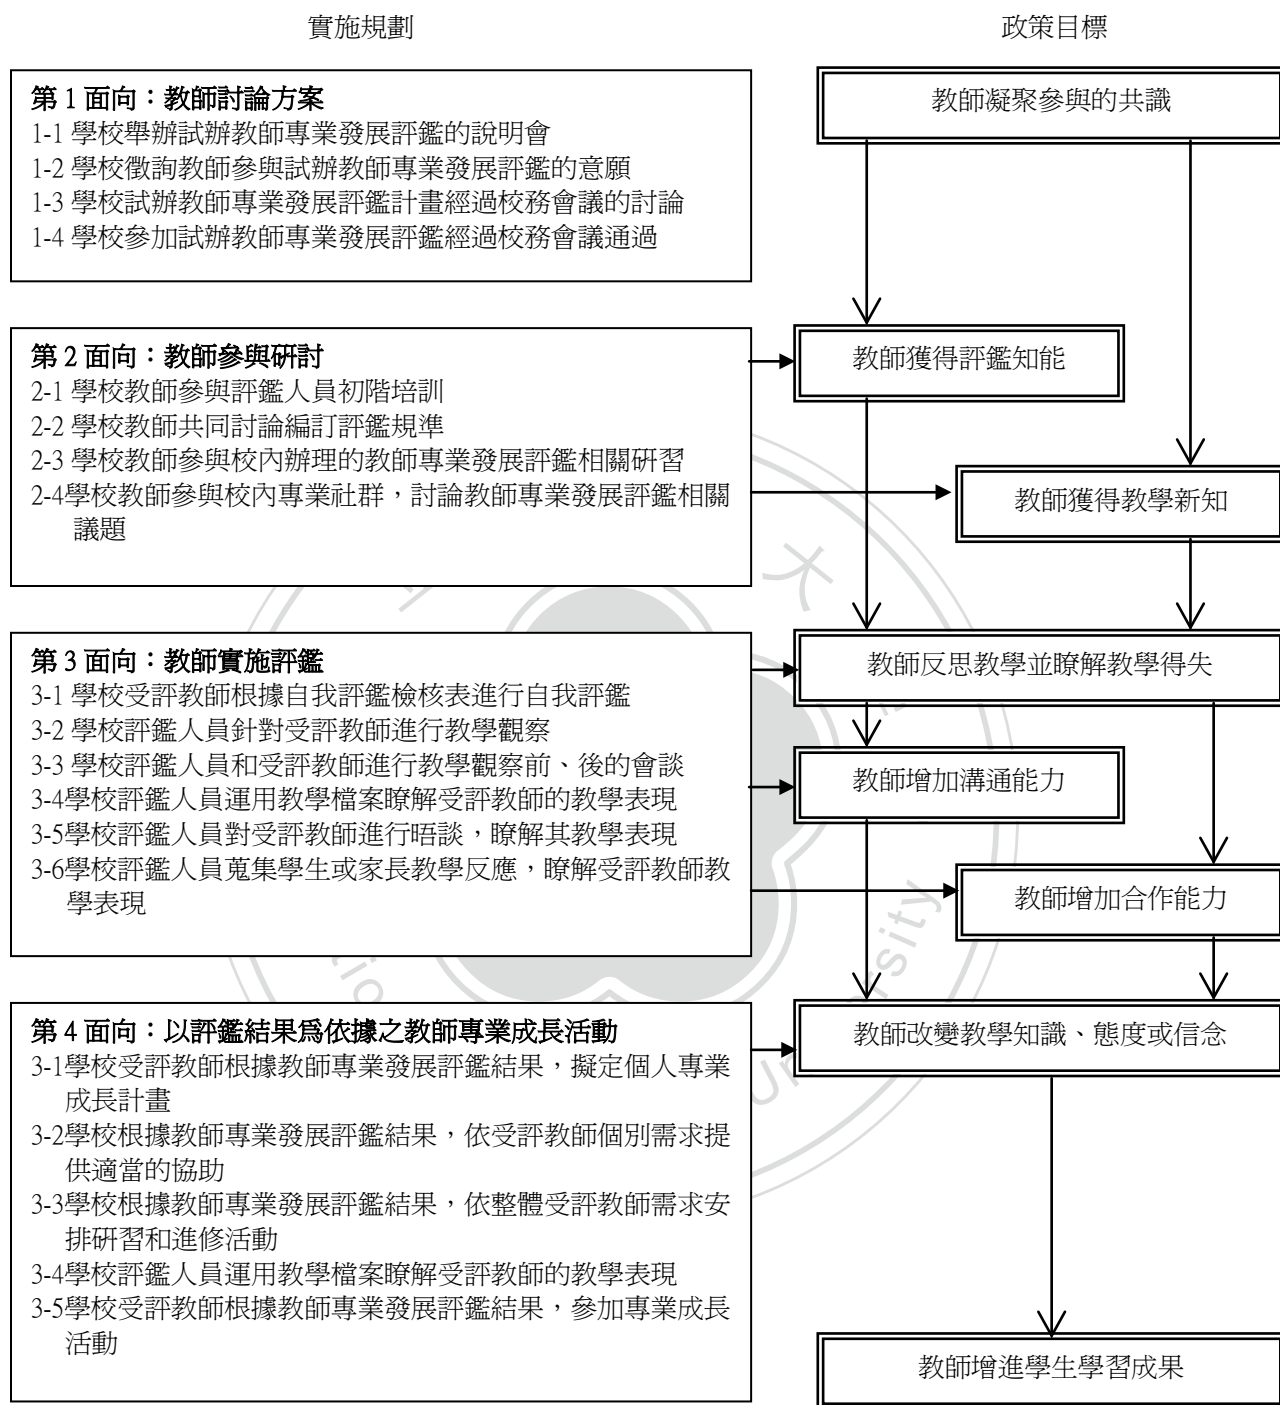 實施規劃
政策目標
第 1 面向：教師討論方案
1-1 學校舉辦試辦教師專業發展評鑑的說明會
1-2 學校徵詢教師參與試辦教師專業發展評鑑的意願
1-3 學校試辦教師專業發展評鑑計畫經過校務會議的討論
1-4 學校參加試辦教師專業發展評鑑經過校務會議通過
教師凝聚參與的共識
第 2 面向：教師參與研討
2-1 學校教師參與評鑑人員初階培訓
2-2 學校教師共同討論編訂評鑑規準
2-3 學校教師參與校內辦理的教師專業發展評鑑相關研習
2-4學校教師參與校內專業社群，討論教師專業發展評鑑相關
議題
教師獲得評鑑知能
教師獲得教學新知
第 3 面向：教師實施評鑑
3-1 學校受評教師根據自我評鑑檢核表進行自我評鑑
3-2 學校評鑑人員針對受評教師進行教學觀察
3-3 學校評鑑人員和受評教師進行教學觀察前、後的會談
3-4學校評鑑人員運用教學檔案瞭解受評教師的教學表現
3-5學校評鑑人員對受評教師進行晤談，瞭解其教學表現
3-6學校評鑑人員蒐集學生或家長教學反應，瞭解受評教師教
學表現
教師反思教學並瞭解教學得失
教師增加溝通能力
教師增加合作能力
第 4 面向：以評鑑結果為依據之教師專業成長活動
3-1學校受評教師根據教師專業發展評鑑結果，擬定個人專業
成長計畫
3-2學校根據教師專業發展評鑑結果，依受評教師個別需求提
供適當的協助
3-3學校根據教師專業發展評鑑結果，依整體受評教師需求安
排研習和進修活動
3-4學校評鑑人員運用教學檔案瞭解受評教師的教學表現
3-5學校受評教師根據教師專業發展評鑑結果，參加專業成長
活動
教師改變教學知識、態度或信念
教師增進學生學習成果
大